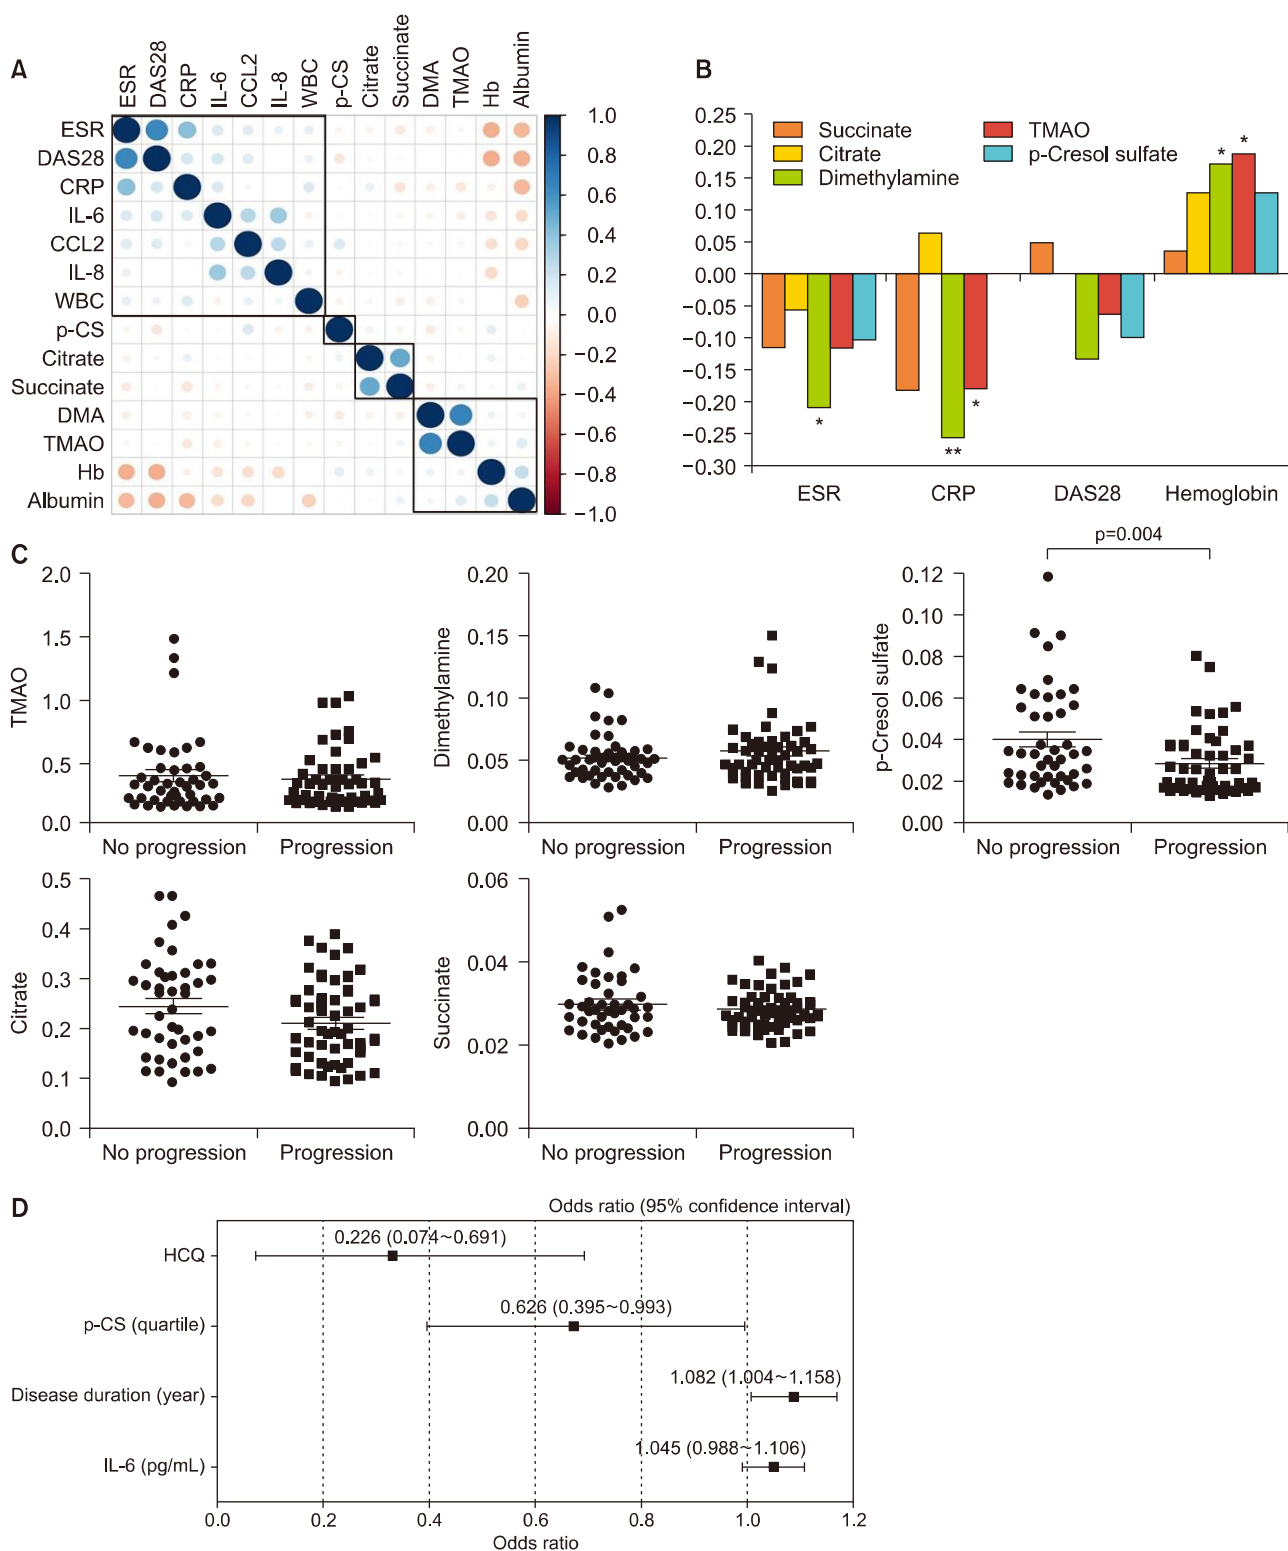 A
ESR
DAS28
CRP
IL-6
CCL2
IL-8
WBC
p-CS
Citrate
Succinate
DMA
TMAO
Hb
Albumin
ESR
DAS28
CRP
IL-6
CCL2
IL-8
WBC
p-CS
Citrate
Succinate
DMA
TMAO
Hb
Albumin
1.0
0.8
0.6
0.4
0.2
0.0
−0.2
−0.4
−0.6
−0.8
−1.0
B
0.25
0.20
0.15
0.10
0.05
0.00
−0.05
−0.10
−0.15
−0.20
−0.25
−0.30
Succinate
Citrate
Dimethylamine
TMAO
p-Cresol sulfate
*
**
*
*
*
ESR
CRP
DAS28
Hemoglobin
C
TMAO
2.0
1.5
1.0
0.5
0.0
No progression
Progression
Dimethylamine
0.20
0.15
0.10
0.05
0.00
No progression
Progression
p=0.004
p-Cresol sulfate
0.12
0.10
0.08
0.06
0.04
0.02
0.00
No progression
Progression
Citrate
0.5
0.4
0.3
0.2
0.1
0.0
No progression
Progression
Succinate
0.06
0.04
0.02
0.00
No progression
Progression
D
Odds ratio (95% confidence interval)
HCQ
0.226 (0.074~0.691)
p-CS (quartile)
0.626 (0.395~0.993)
Disease duration (year)
1.082 (1.004~1.158)
IL-6 (pg/mL)
1.045 (0.988~1.106)
0.0
0.2
0.4
0.6
0.8
1.0
1.2
Odds ratio